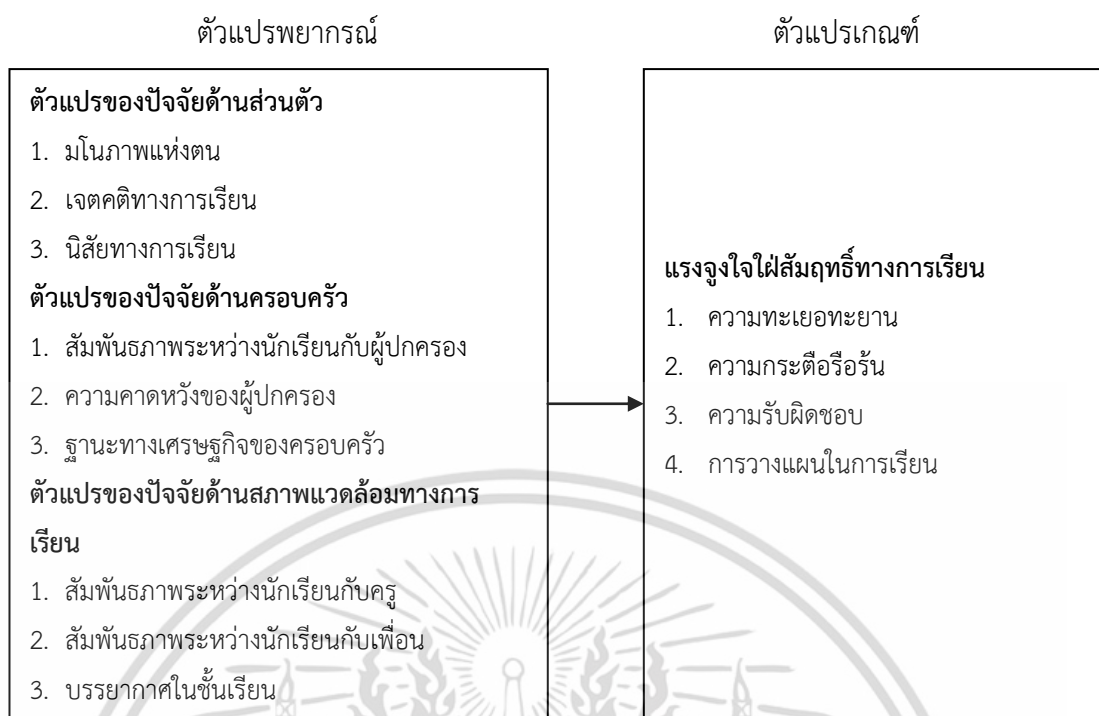 ตัวแปรพยากรณ์
ตัวแปรของปัจจัยด้านส่วนตัว
1. มโนภาพแห่งตน
2. เจตคติทางการเรียน
3. นิสัยทางการเรียน
ตัวแปรของปัจจัยด้านครอบครัว
1. สัมพันธภาพระหว่างนักเรียนกับผู้ปกครอง
2. ความคาดหวังของผู้ปกครอง
3. ฐานะทางเศรษฐกิจของครอบครัว
ตัวแปรของปัจจัยด้านสภาพแวดล้อมทางการ
เรียน
1. สัมพันธภาพระหว่างนักเรียนกับครู
2. สัมพันธภาพระหว่างนักเรียนกับเพื่อน
3. บรรยากาศในชั้นเรียน
ตัวแปรเกณฑ์
แรงจูงใจใฝ่สัมฤทธิ์ทางการเรียน
1. ความทะเยอทะยาน
2. ความกระตือรือร้น
3. ความรับผิดชอบ
4. การวางแผนในการเรียน